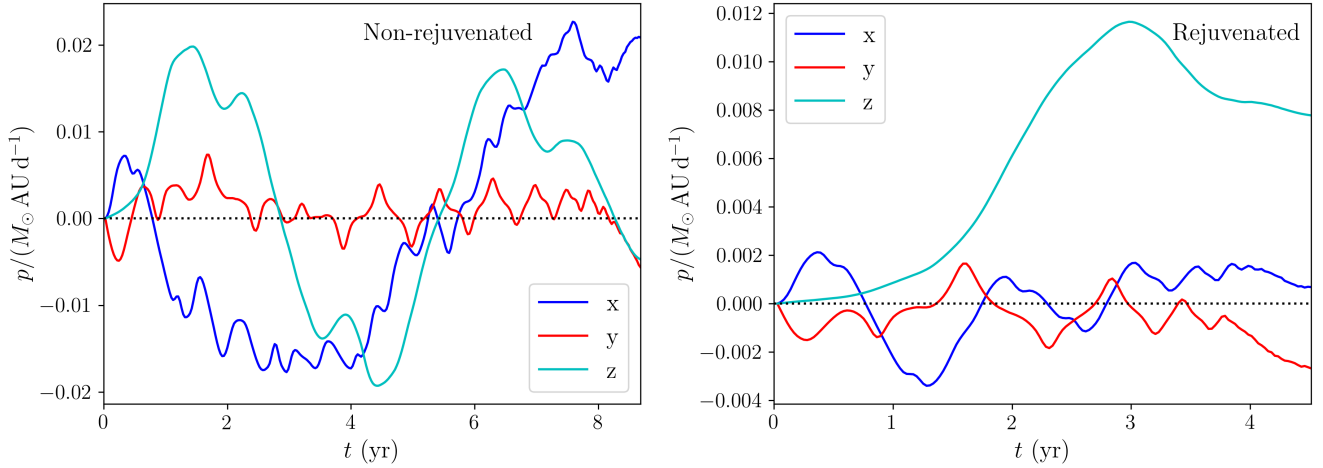 Non-rejuvenated
0.02
0.01
0.00
−0.01
−0.02
p/(M⊙ AU d⁻¹)
x
y
z
0 2 4 6 8
t (yr)
Rejuvenated
x
y
z
0.012
0.010
0.008
0.006
0.004
0.002
0.000
−0.002
−0.004
p/(M⊙ AU d⁻¹)
0 1 2 3 4
t (yr)